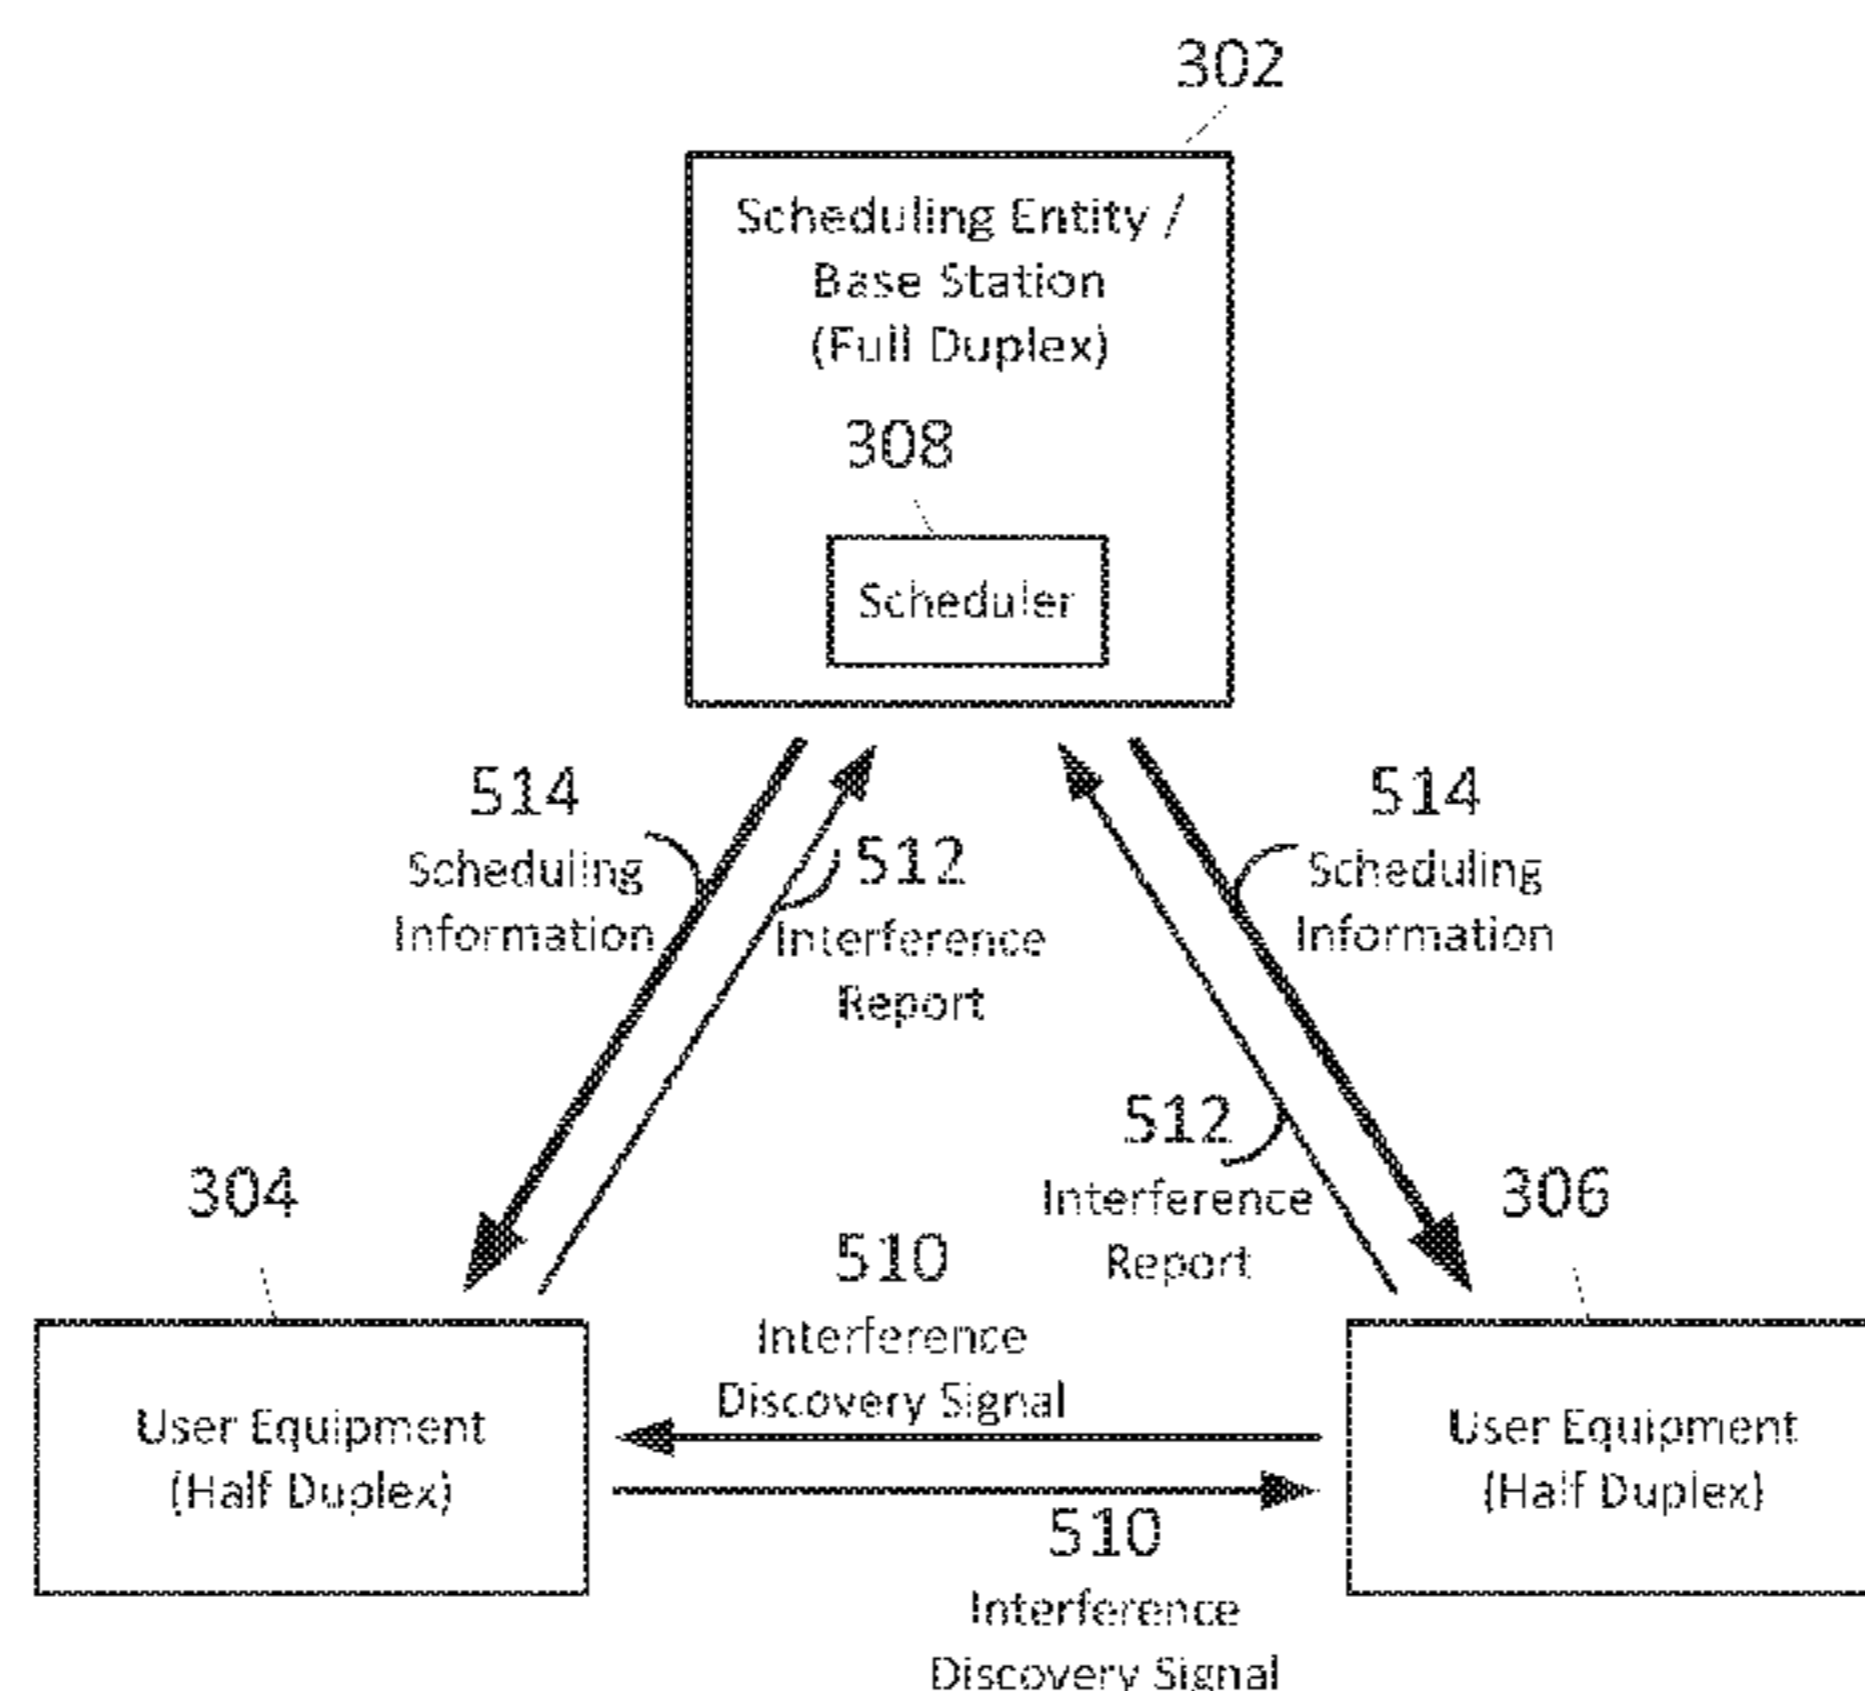 302
Scheduling Entity /
Base Station
(Full Duplex)
308
Scheduler
514
Scheduling
Information
512
Interference
Report
514
Scheduling
Information
512
Interference
Report
304
306
510
Interference
Discovery Signal
User Equipment
(Half Duplex)
User Equipment
(Half Duplex)
510
Interference
Discovery Signal